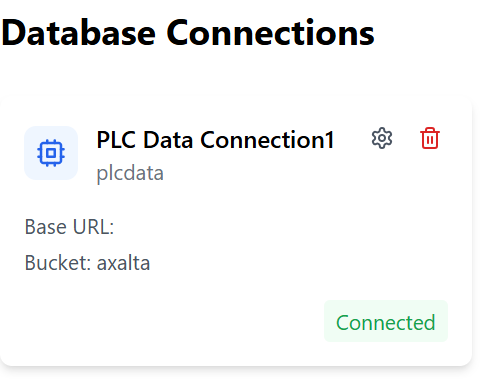 Database Connections
PLC Data Connection1
plcdata
Base URL:
Bucket: axalta
Connected